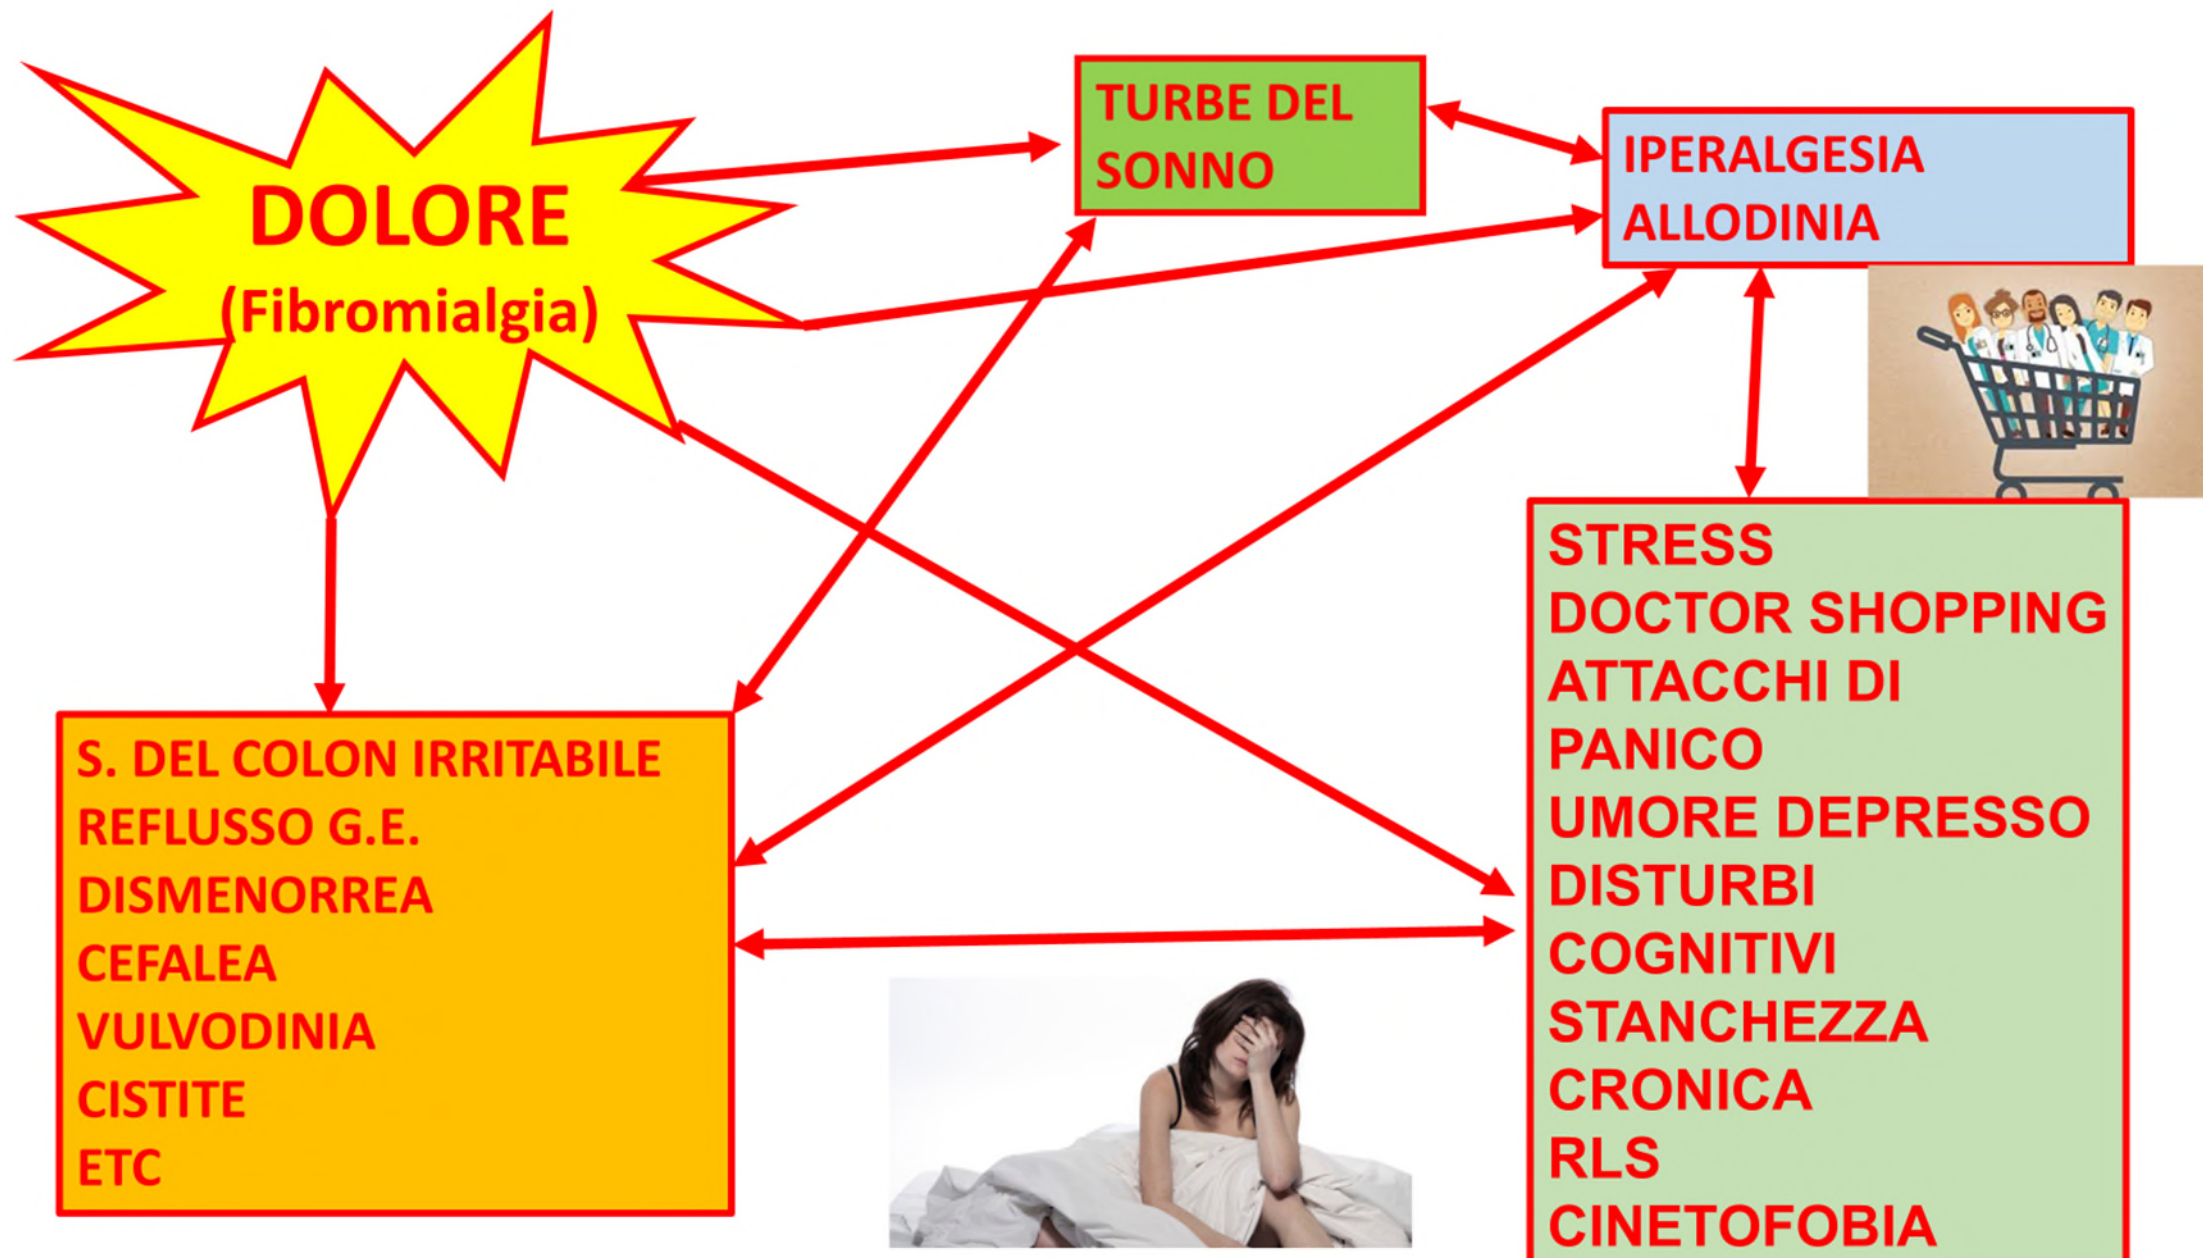 DOLORE
(Fibromialgia)
TURBE DEL
SONNO
IPERALGESIA
ALLODINIA
S. DEL COLON IRRITABILE
REFLUSSO G.E.
DISMENORREA
CEFALEA
VULVODINIA
CISTITE
ETC
STRESS
DOCTOR SHOPPING
ATTACCHI DI
PANICO
UMORE DEPRESSO
DISTURBI
COGNITIVI
STANCHEZZA
CRONICA
RLS
CINETOFOBIA